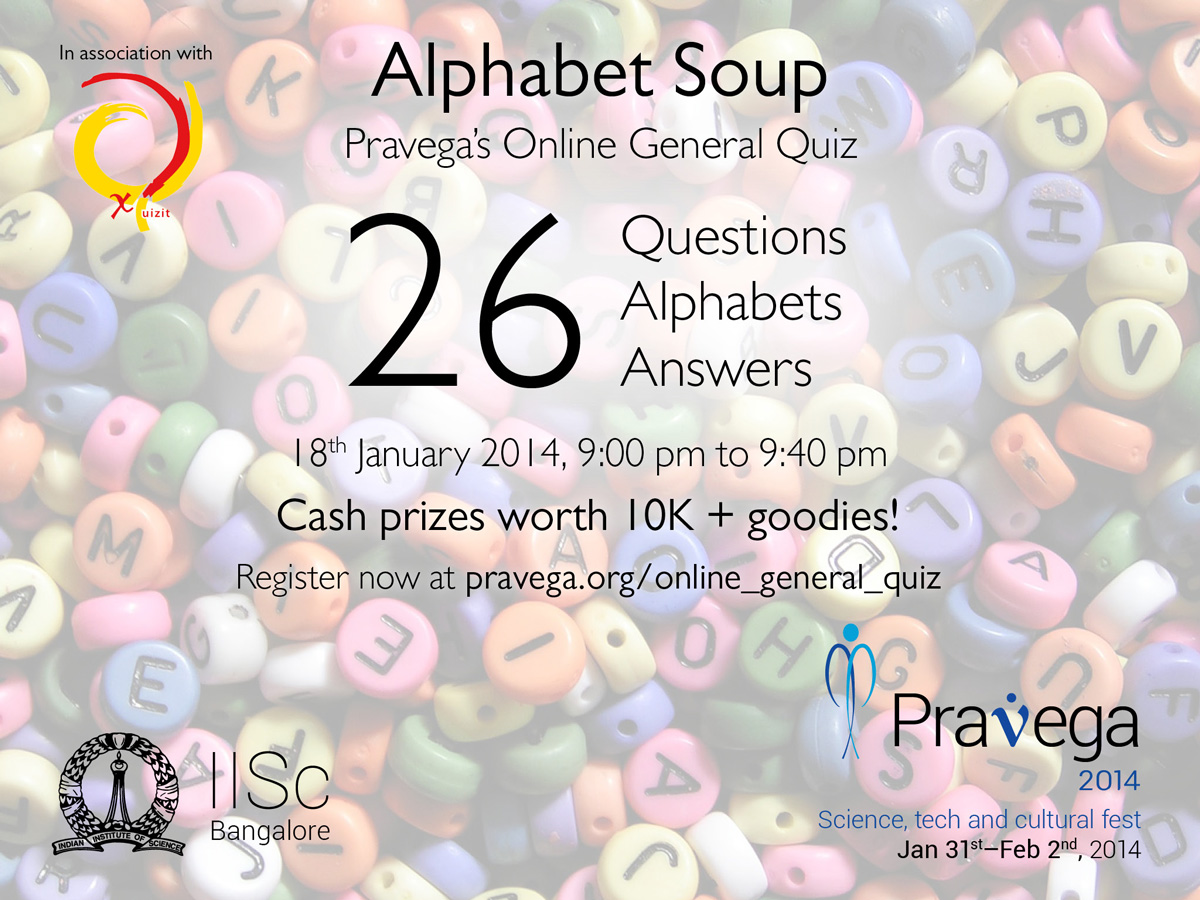 In association with
χuizit
Alphabet Soup
Pravega's Online General Quiz
26
Questions
Alphabets
Answers
18th January 2014, 9:00 pm to 9:40 pm
Cash prizes worth 10K + goodies!
Register now at pravega.org/online_general_quiz
INDIAN INSTITUTE OF SCIENCE
IISc
Bangalore
Pravega
2014
Science, tech and cultural fest
Jan 31st–Feb 2nd, 2014